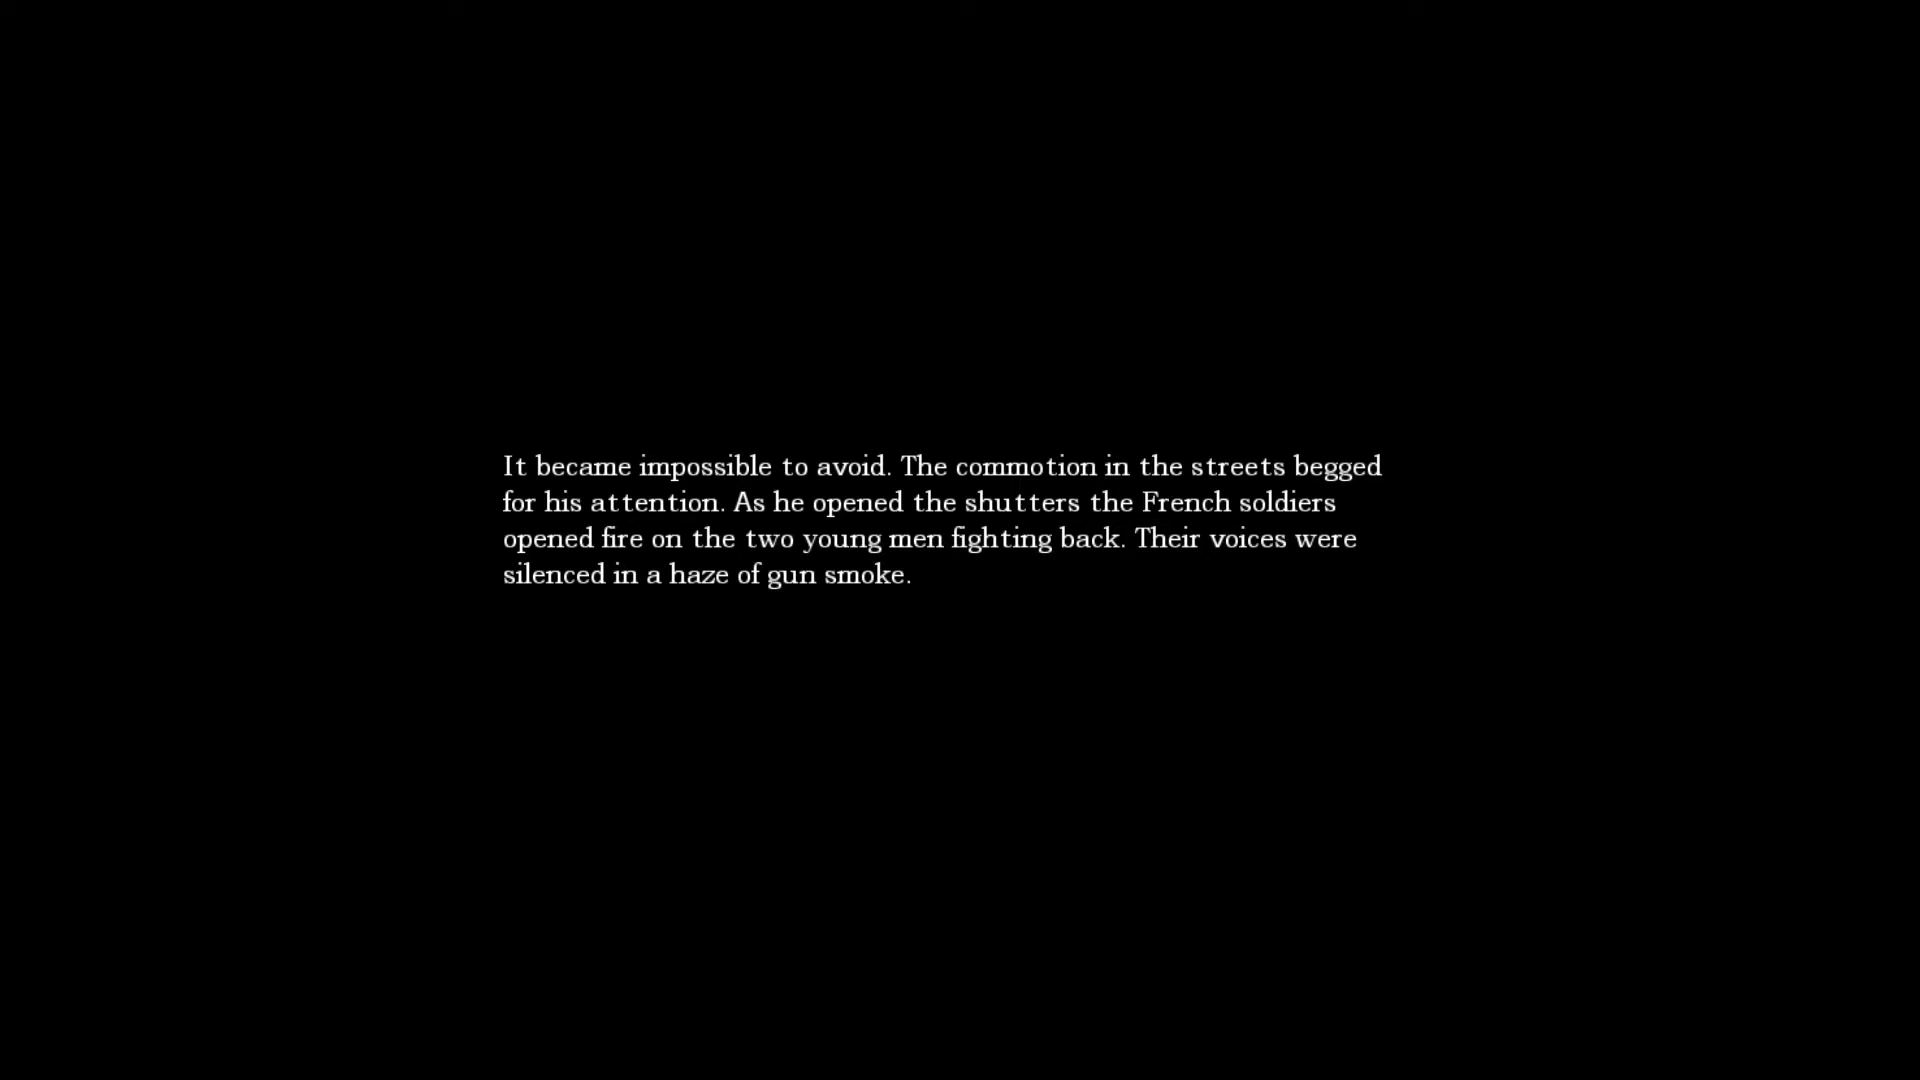 It became impossible to avoid. The commotion in the streets begged
for his attention. As he opened the shutters the French soldiers
opened fire on the two young men fighting back. Their voices were
silenced in a haze of gun smoke.